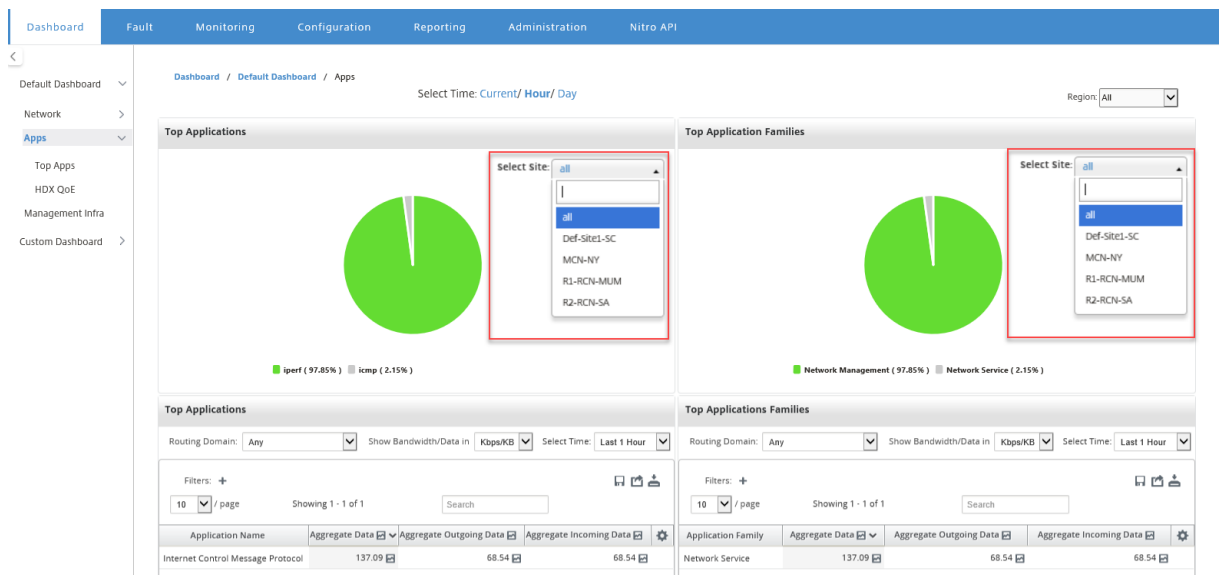 Dashboard Fault Monitoring Configuration Reporting Administration Nitro API
Default Dashboard
Network
Apps
Top Apps
HDX QoE
Management Infra
Custom Dashboard
Dashboard / Default Dashboard / Apps
Select Time: Current/ Hour/ Day
Region: All
Top Applications
Select Site: all
all
Def-Site1-SC
MCN-NY
R1-RCN-MUM
R2-RCN-SA
iperf ( 97.85% ) icmp ( 2.15% )
Top Application Families
Select Site: all
all
Def-Site1-SC
MCN-NY
R1-RCN-MUM
R2-RCN-SA
Network Management ( 97.85% ) Network Service ( 2.15% )
Top Applications
Routing Domain: Any Show Bandwidth/Data in Kbps/KB Select Time: Last 1 Hour
Filters: +
10 / page Showing 1 - 1 of 1 Search
Application Name Aggregate Data Aggregate Outgoing Data Aggregate Incoming Data
Internet Control Message Protocol 137.09 68.54 68.54
Top Applications Families
Routing Domain: Any Show Bandwidth/Data in Kbps/KB Select Time: Last 1 Hour
Filters: +
10 / page Showing 1 - 1 of 1 Search
Application Family Aggregate Data Aggregate Outgoing Data Aggregate Incoming Data
Network Service 137.09 68.54 68.54